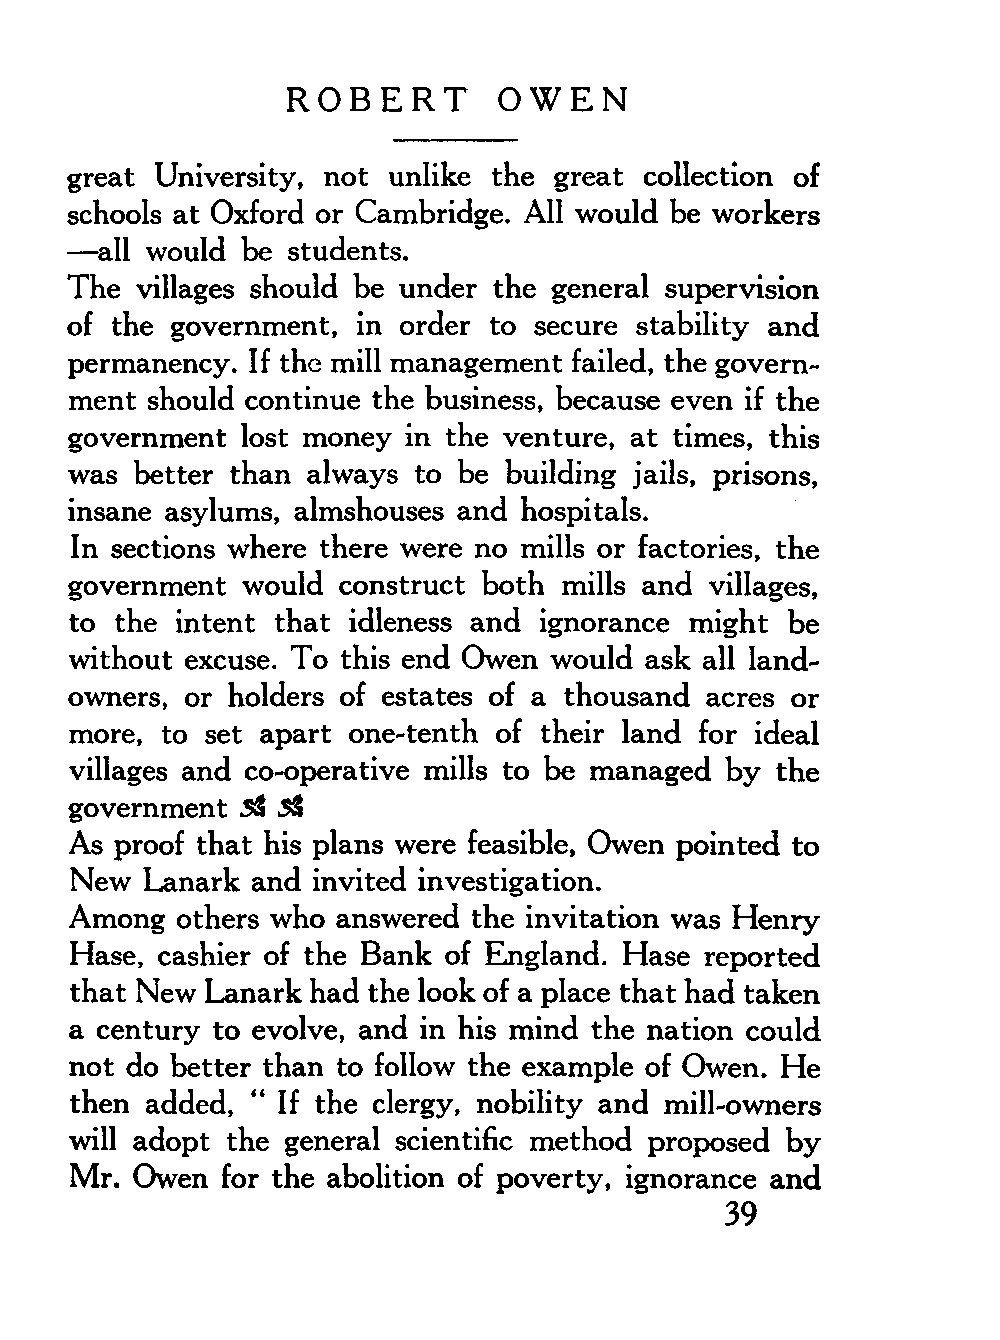 ROBERT OWEN
great University, not unlike the great collection of
schools at Oxford or Cambridge. All would be workers
—all would be students.
The villages should be under the general supervision
of the government, in order to secure stability and
permanency. If the mill management failed, the govern-
ment should continue the business, because even if the
government lost money in the venture, at times, this
was better than always to be building jails, prisons,
insane asylums, almshouses and hospitals.
In sections where there were no mills or factories, the
government would construct both mills and villages,
to the intent that idleness and ignorance might be
without excuse. To this end Owen would ask all land-
owners, or holders of estates of a thousand acres or
more, to set apart one-tenth of their land for ideal
villages and co-operative mills to be managed by the
government
As proof that his plans were feasible, Owen pointed to
New Lanark and invited investigation.
Among others who answered the invitation was Henry
Hase, cashier of the Bank of England. Hase reported
that New Lanark had the look of a place that had taken
a century to evolve, and in his mind the nation could
not do better than to follow the example of Owen. He
then added, " If the clergy, nobility and mill-owners
will adopt the general scientific method proposed by
Mr. Owen for the abolition of poverty, ignorance and
39